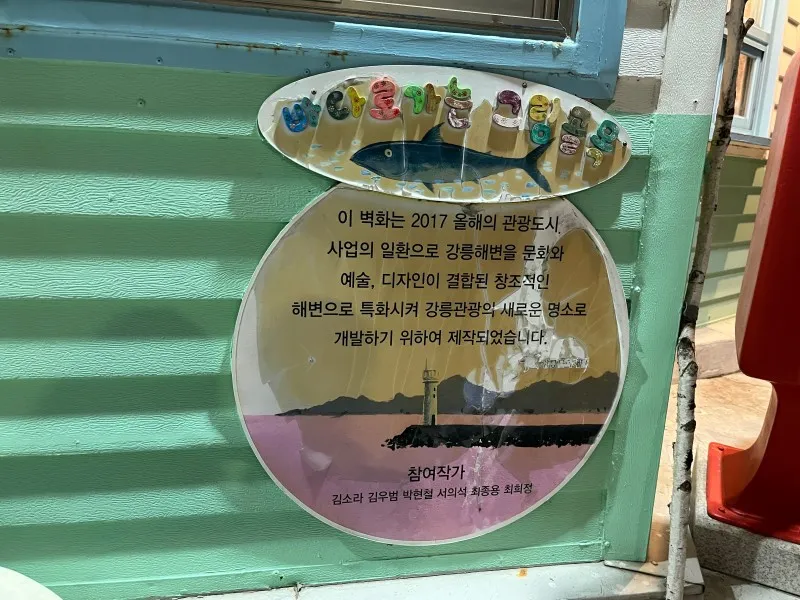 이 벽화는 2017 올해의 관광도시
사업의 일환으로 강릉해변을 문화와
예술, 디자인이 결합된 창조적인
해변으로 특화시켜 강릉관광의 새로운 명소로
개발하기 위하여 제작되었습니다.
참여작가
김소라 김우범 박현철 서의석 최종용 최희정